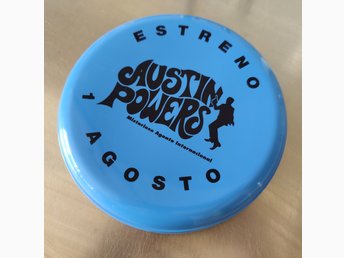 ESTRENO
AUSTIN
POWERS
Misterioso Agente Internacional
1 AGOSTO